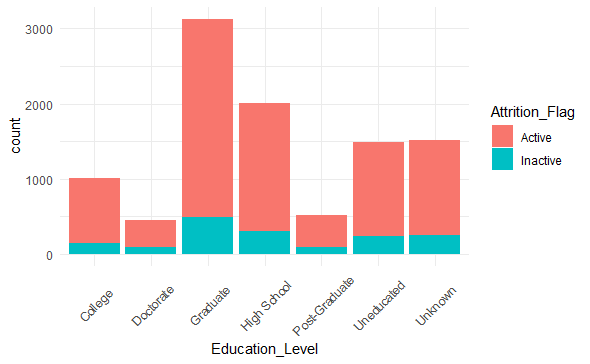 3000
2000
1000
0
count
College
Doctorate
Graduate
High School
Post-Graduate
Uneducated
Unknown
Education_Level
Attrition_Flag
Active
Inactive